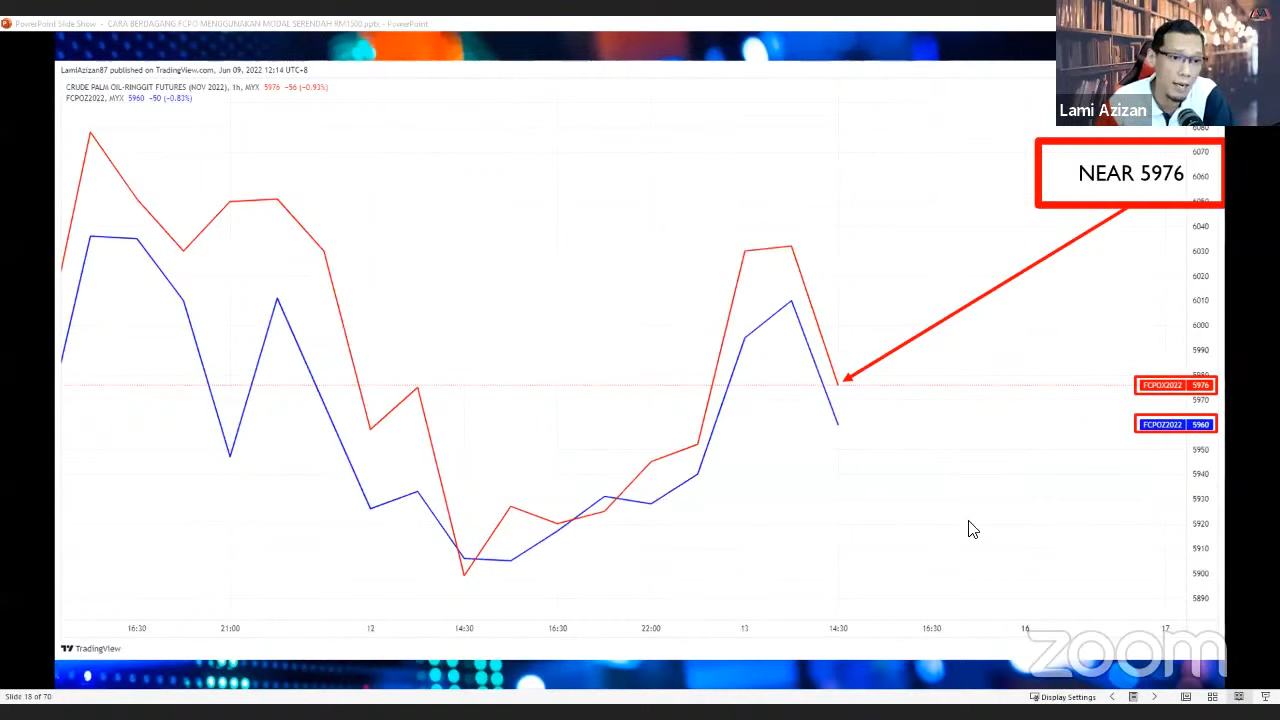 PowerPoint Slide Show - CARA BERDAGANG FCPO MENGGUNAKAN MODAL SERENDAH RM1500.pptx - PowerPoint
LamiAzizan87 published on TradingView.com, Jun 09, 2022 12:14 UTC+8
CRUDE PALM OIL-RINGGIT FUTURES (NOV 2022), 1h, MYX 5976 −56 (−0.93%)
FCPOZ2022, MYX 5960 −50 (−0.83%)
Lami Azizan
6080
6070
NEAR 5976
6060
6050
6040
6030
6020
6010
6000
5990
5980
FCPOX2022 5976
5970
FCPOZ2022 5960
5950
5940
5930
5920
5910
5900
5890
16:30 21:00 12 14:30 16:30 22:00 13 14:30 16:30 16 17
TradingView
zoom
Slide 18 of 70
Display Settings